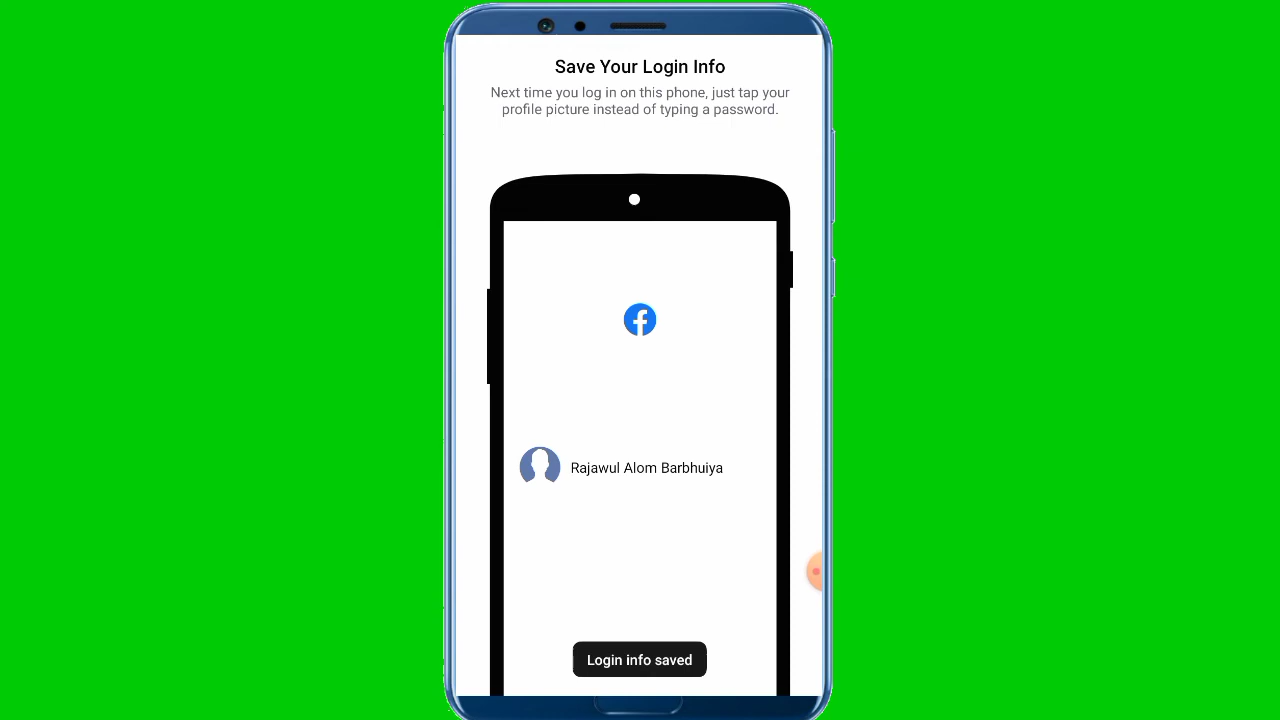 Save Your Login Info
Next time you log in on this phone, just tap your
profile picture instead of typing a password.
Rajawul Alom Barbhuiya
Login info saved